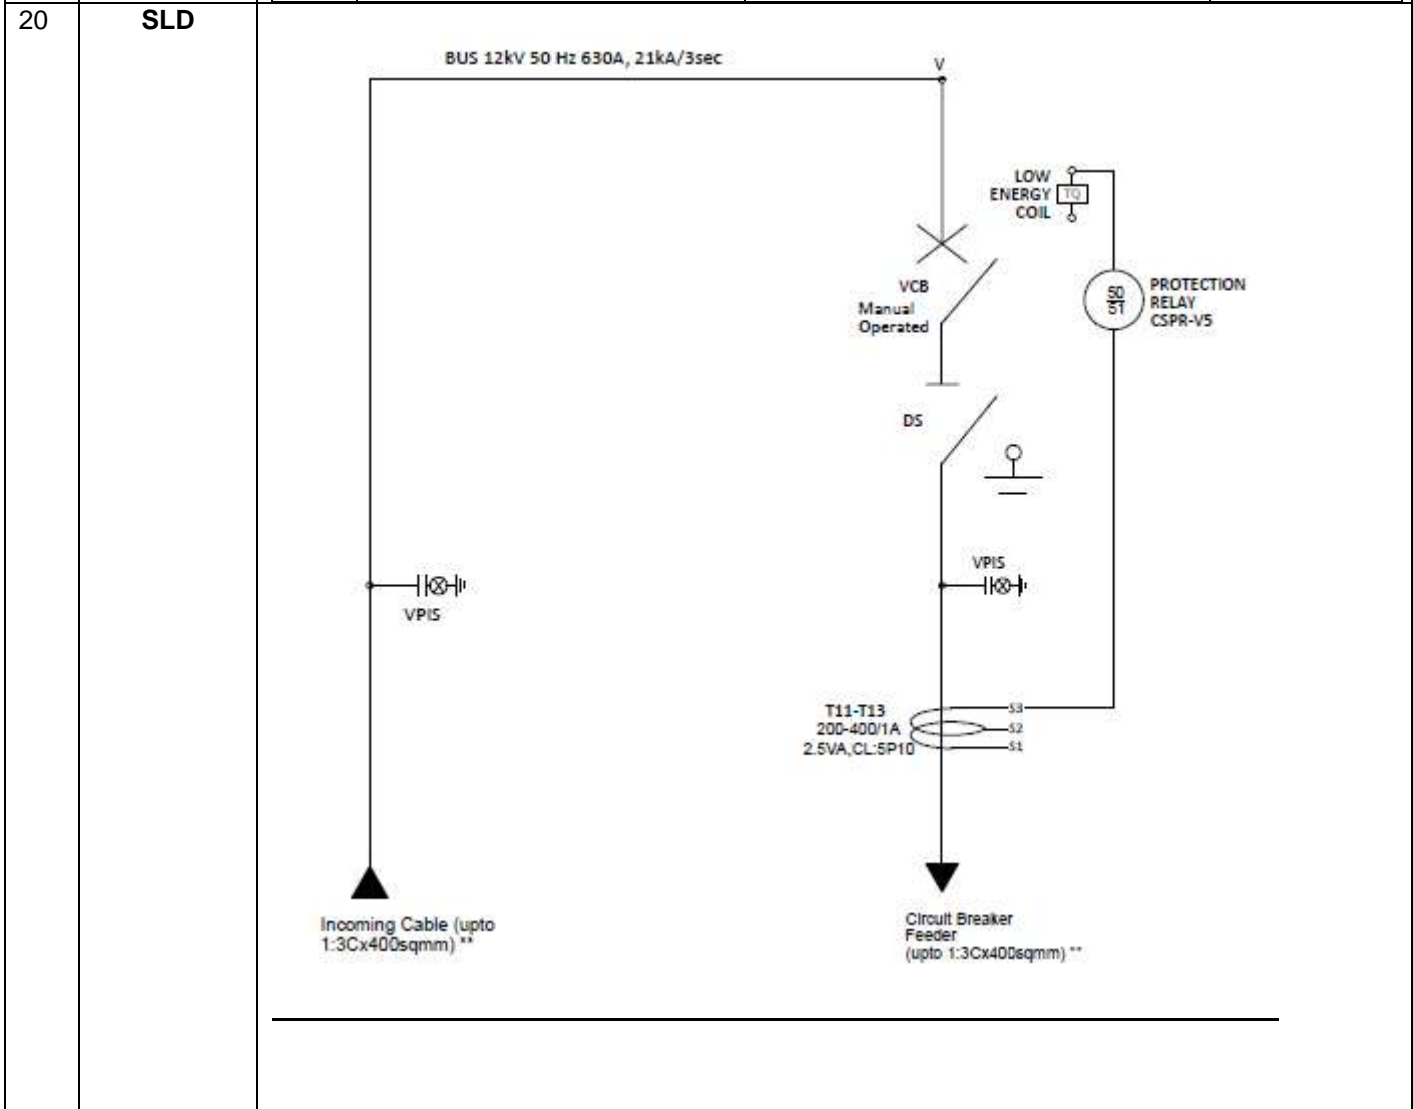 20
SLD
BUS 12kV 50 Hz 630A, 21kA/3sec
V
LOW
ENERGY
COIL
TQ
VCB
Manual
Operated
50
51
PROTECTION
RELAY
CSPR-V5
DS
VPIS
VPIS
T11-T13
200-400/1A
2.5VA,CL:5P10
S3
S2
S1
Incoming Cable (upto
1:3Cx400sqmm) **
Circuit Breaker
Feeder
(upto 1:3Cx400sqmm) **